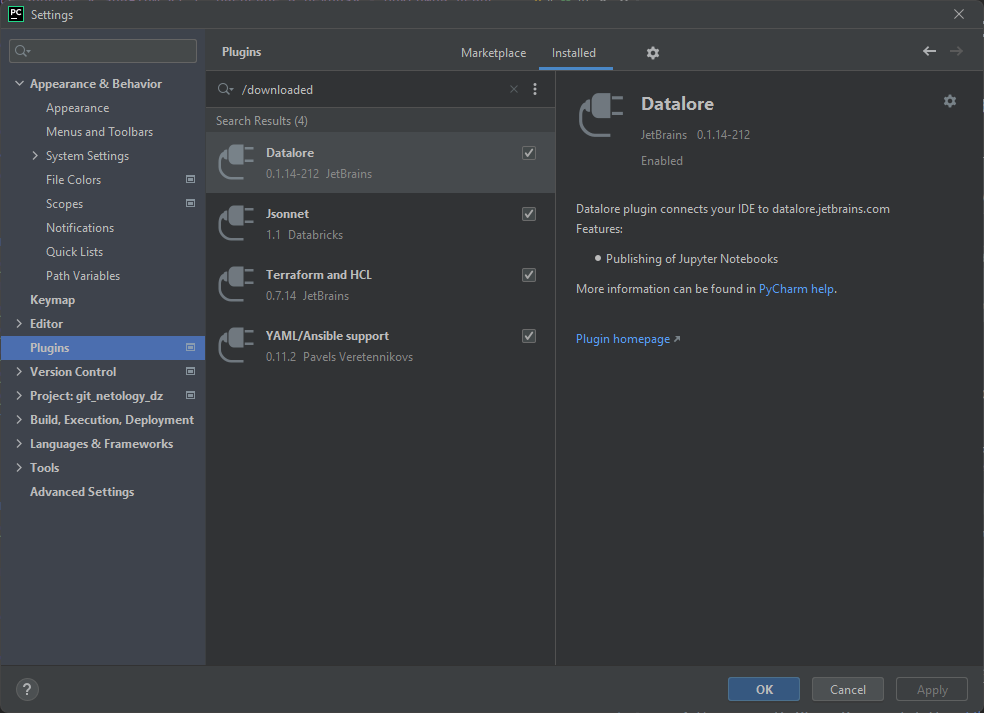 PC Settings
Plugins Marketplace Installed
Appearance & Behavior
Appearance
Menus and Toolbars
System Settings
File Colors
Scopes
Notifications
Quick Lists
Path Variables
Keymap
Editor
Plugins
Version Control
Project: git_netology_dz
Build, Execution, Deployment
Languages & Frameworks
Tools
Advanced Settings
/downloaded
Search Results (4)
Datalore
0.1.14-212 JetBrains
Jsonnet
1.1 Databricks
Terraform and HCL
0.7.14 JetBrains
YAML/Ansible support
0.11.2 Pavels Veretennikovs
Datalore
JetBrains 0.1.14-212
Enabled
Datalore plugin connects your IDE to datalore.jetbrains.com
Features:
• Publishing of Jupyter Notebooks
More information can be found in PyCharm help.
Plugin homepage ↗
? OK Cancel Apply